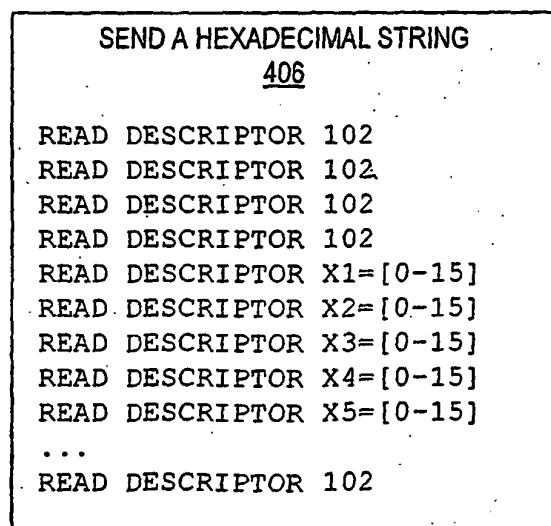 SEND A HEXADECIMAL STRING
406
READ DESCRIPTOR 102
READ DESCRIPTOR 102
READ DESCRIPTOR 102
READ DESCRIPTOR 102
READ DESCRIPTOR X1=[0-15]
READ DESCRIPTOR X2=[0-15]
READ DESCRIPTOR X3=[0-15]
READ DESCRIPTOR X4=[0-15]
READ DESCRIPTOR X5=[0-15]
...
READ DESCRIPTOR 102